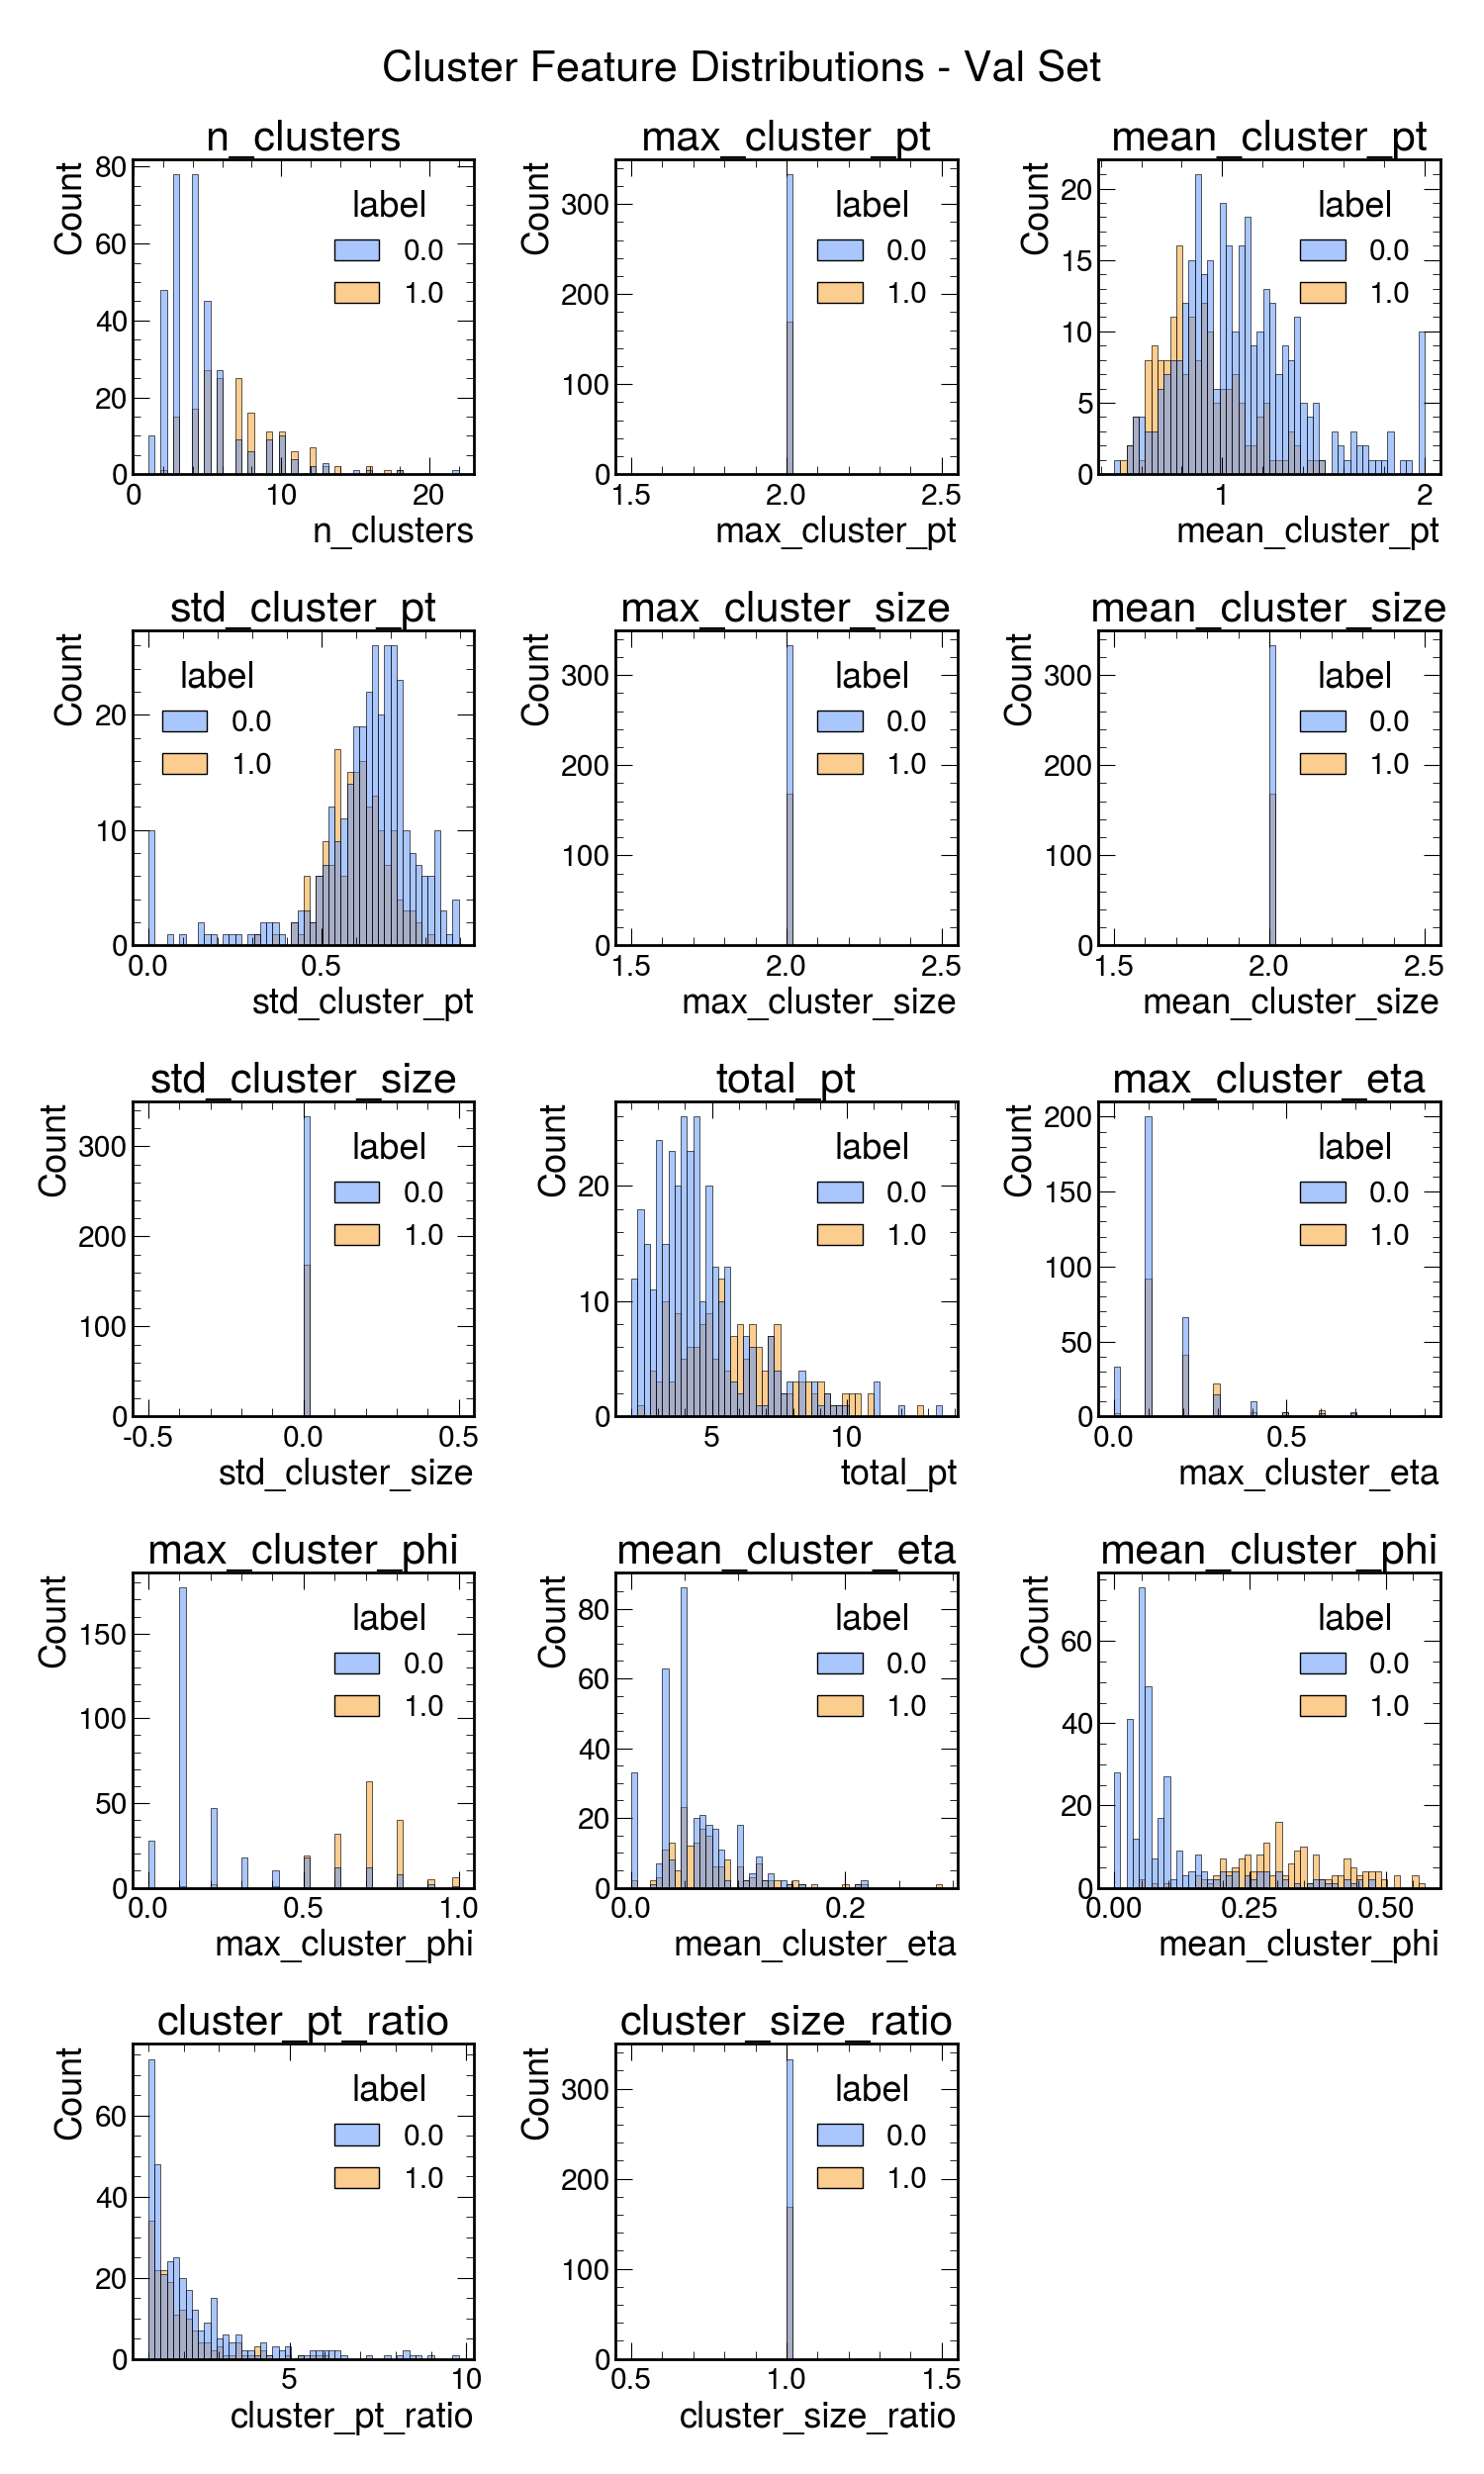 Cluster Feature Distributions - Val Set
n_clusters
Count
80
60
40
20
0
label
0.0
1.0
0 10 20
n_clusters
max_cluster_pt
Count
300
200
100
0
label
0.0
1.0
1.5 2.0 2.5
max_cluster_pt
mean_cluster_pt
Count
20
15
10
5
0
label
0.0
1.0
1 2
mean_cluster_pt
std_cluster_pt
Count
20
10
0
label
0.0
1.0
0.0 0.5
std_cluster_pt
max_cluster_size
Count
300
200
100
0
label
0.0
1.0
1.5 2.0 2.5
max_cluster_size
mean_cluster_size
Count
300
200
100
0
label
0.0
1.0
1.5 2.0 2.5
mean_cluster_size
std_cluster_size
Count
300
200
100
0
label
0.0
1.0
-0.5 0.0 0.5
std_cluster_size
total_pt
Count
20
10
0
label
0.0
1.0
5 10
total_pt
max_cluster_eta
Count
200
150
100
50
0
label
0.0
1.0
0.0 0.5
max_cluster_eta
max_cluster_phi
Count
150
100
50
0
label
0.0
1.0
0.0 0.5 1.0
max_cluster_phi
mean_cluster_eta
Count
80
60
40
20
0
label
0.0
1.0
0.0 0.2
mean_cluster_eta
mean_cluster_phi
Count
60
40
20
0
label
0.0
1.0
0.00 0.25 0.50
mean_cluster_phi
cluster_pt_ratio
Count
60
40
20
0
label
0.0
1.0
5 10
cluster_pt_ratio
cluster_size_ratio
Count
300
200
100
0
label
0.0
1.0
0.5 1.0 1.5
cluster_size_ratio